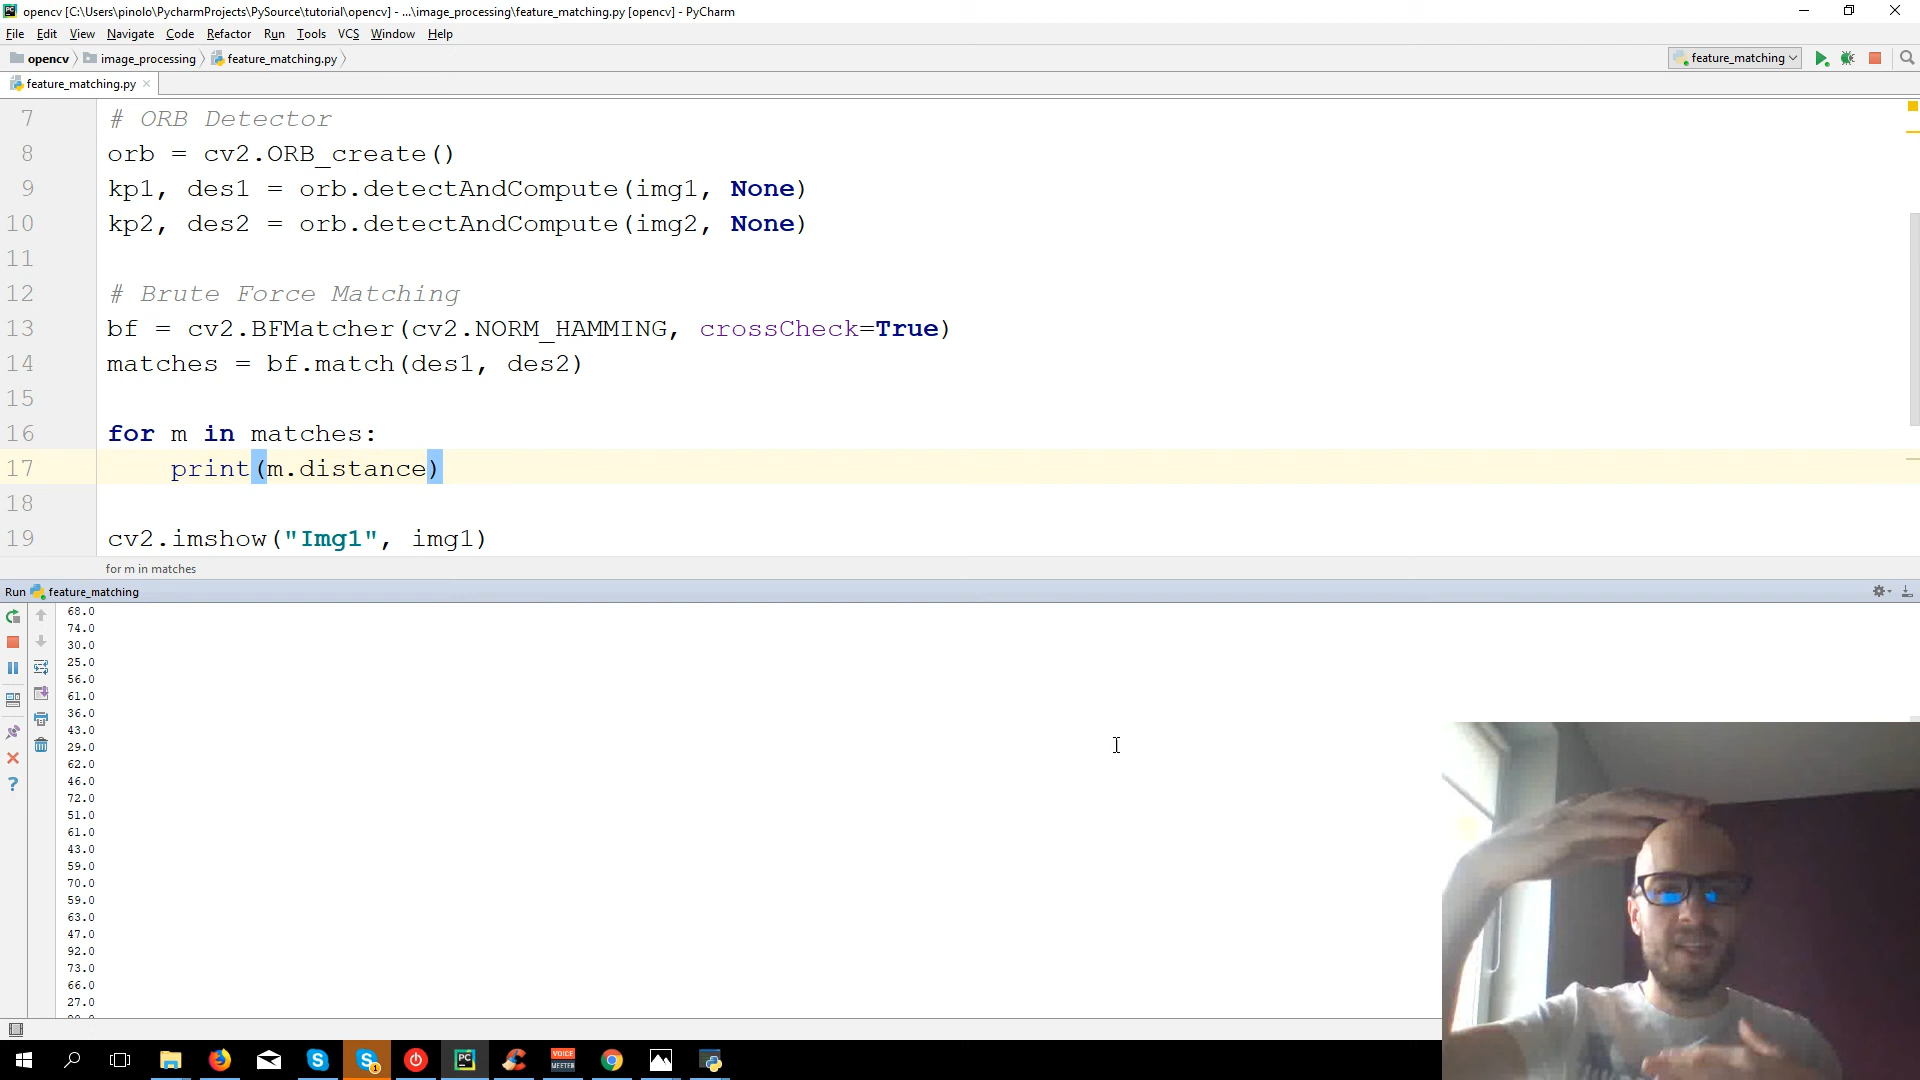 opencv [C:\Users\pinolo\PycharmProjects\PySource\tutorial\opencv] - ...\image_processing\feature_matching.py [opencv] - PyCharm
File Edit View Navigate Code Refactor Run Tools VCS Window Help
opencv image_processing feature_matching.py feature_matching
feature_matching.py
7 # ORB Detector
8 orb = cv2.ORB_create()
9 kp1, des1 = orb.detectAndCompute(img1, None)
10 kp2, des2 = orb.detectAndCompute(img2, None)
11
12 # Brute Force Matching
13 bf = cv2.BFMatcher(cv2.NORM_HAMMING, crossCheck=True)
14 matches = bf.match(des1, des2)
15
16 for m in matches:
17 print(m.distance)
18
19 cv2.imshow("Img1", img1)
for m in matches
Run feature_matching
68.0
74.0
30.0
25.0
56.0
61.0
36.0
43.0
29.0
62.0
46.0
72.0
51.0
61.0
43.0
59.0
70.0
59.0
63.0
47.0
92.0
73.0
66.0
27.0
PC
VOICE
MEETER
1